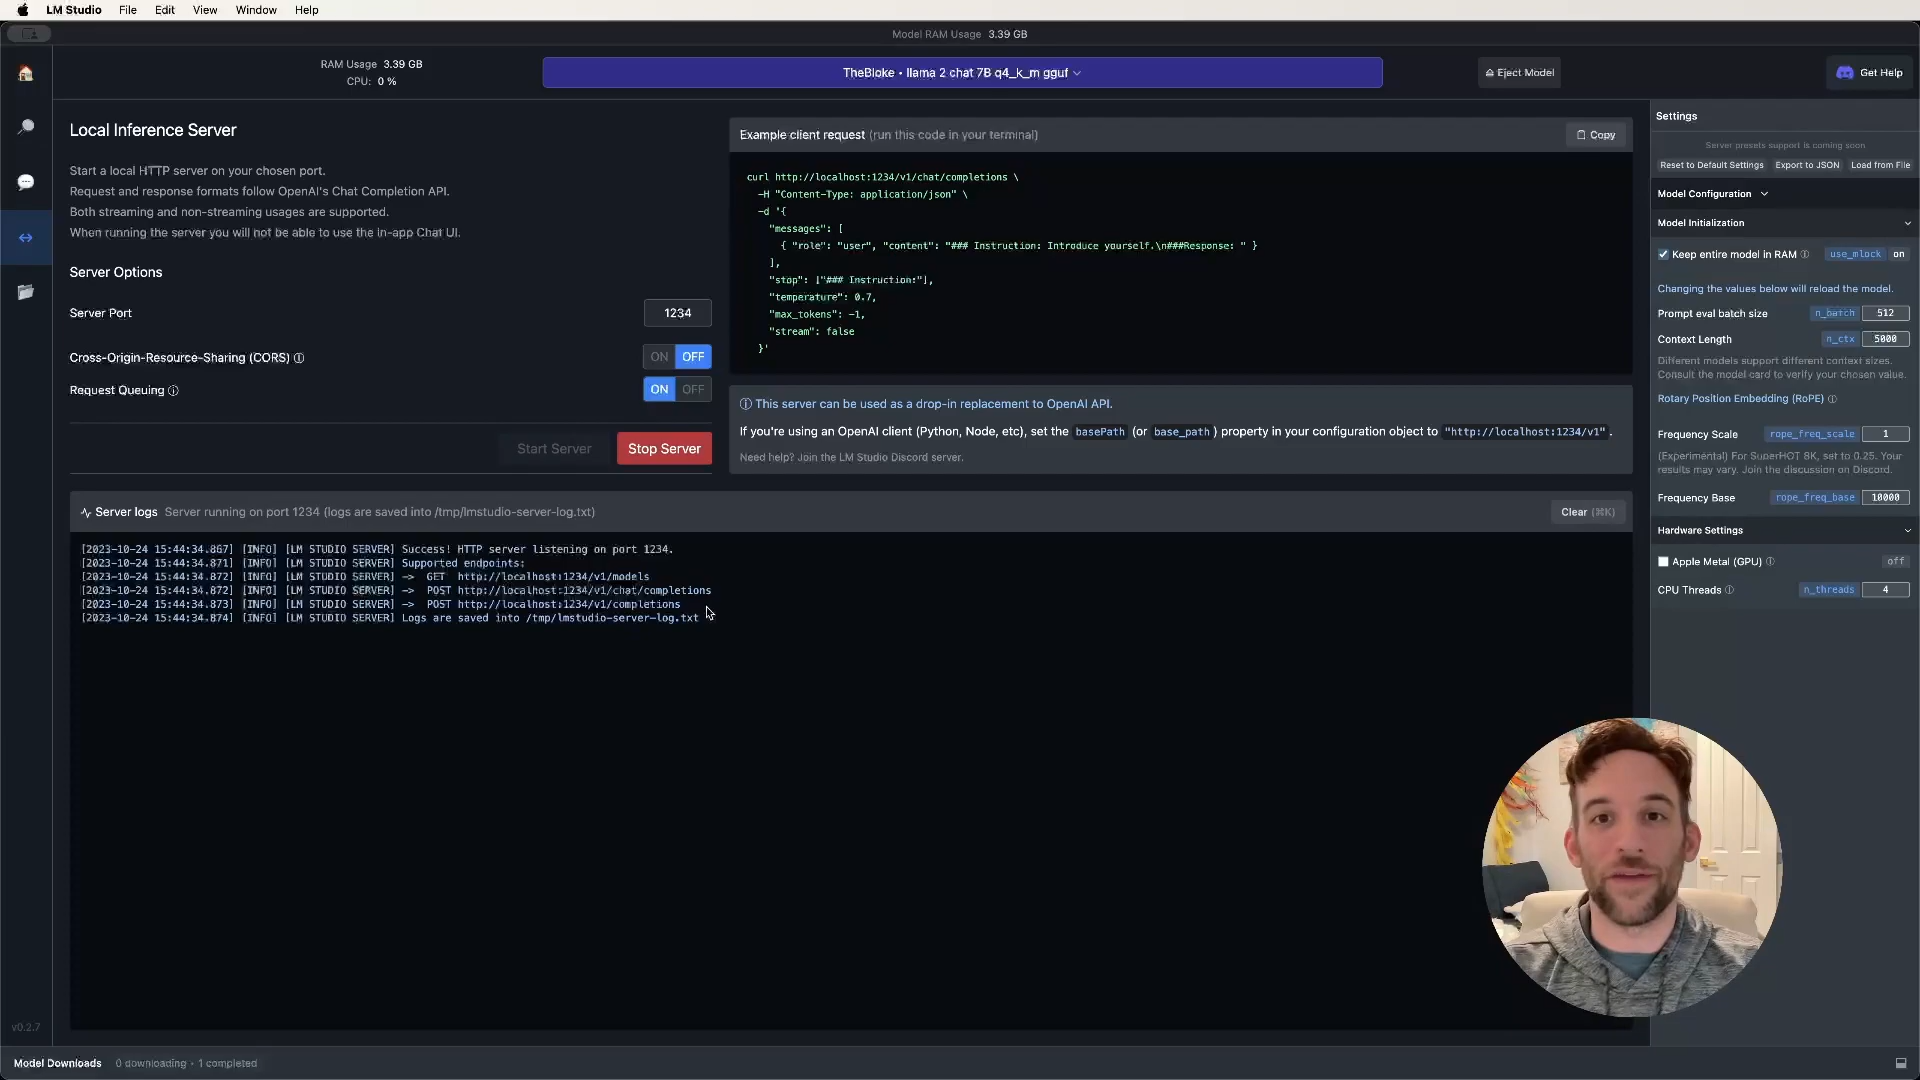 LM Studio File Edit View Window Help
Model RAM Usage 3.39 GB
RAM Usage 3.39 GB
CPU: 0 %
TheBloke • llama 2 chat 7B q4_k_m gguf
Eject Model
Get Help
Local Inference Server
Start a local HTTP server on your chosen port.
Request and response formats follow OpenAI's Chat Completion API.
Both streaming and non-streaming usages are supported.
When running the server you will not be able to use the in-app Chat UI.
Server Options
Server Port 1234
Cross-Origin-Resource-Sharing (CORS) ON OFF
Request Queuing ON OFF
Start Server Stop Server
Example client request (run this code in your terminal) Copy
curl http://localhost:1234/v1/chat/completions \
-H "Content-Type: application/json" \
-d '{
"messages": [
{ "role": "user", "content": "### Instruction: Introduce yourself.\n###Response: " }
],
"stop": ["### Instruction:"],
"temperature": 0.7,
"max_tokens": -1,
"stream": false
}'
This server can be used as a drop-in replacement to OpenAI API.
If you're using an OpenAI client (Python, Node, etc), set the basePath (or base_path) property in your configuration object to "http://localhost:1234/v1".
Need help? Join the LM Studio Discord server.
Server logs Server running on port 1234 (logs are saved into /tmp/lmstudio-server-log.txt) Clear (⌘K)
[2023-10-24 15:44:34.867] [INFO] [LM STUDIO SERVER] Success! HTTP server listening on port 1234.
[2023-10-24 15:44:34.871] [INFO] [LM STUDIO SERVER] Supported endpoints:
[2023-10-24 15:44:34.872] [INFO] [LM STUDIO SERVER] -> GET http://localhost:1234/v1/models
[2023-10-24 15:44:34.872] [INFO] [LM STUDIO SERVER] -> POST http://localhost:1234/v1/chat/completions
[2023-10-24 15:44:34.873] [INFO] [LM STUDIO SERVER] -> POST http://localhost:1234/v1/completions
[2023-10-24 15:44:34.874] [INFO] [LM STUDIO SERVER] Logs are saved into /tmp/lmstudio-server-log.txt
Settings
Server presets support is coming soon
Reset to Default Settings Export to JSON Load from File
Model Configuration
Model Initialization
Keep entire model in RAM use_mlock on
Changing the values below will reload the model.
Prompt eval batch size n_batch 512
Context Length n_ctx 5000
Different models support different context sizes.
Consult the model card to verify your chosen value.
Rotary Position Embedding (RoPE)
Frequency Scale rope_freq_scale 1
(Experimental) For SuperHOT 8K, set to 0.25. Your
results may vary. Join the discussion on Discord.
Frequency Base rope_freq_base 10000
Hardware Settings
Apple Metal (GPU) off
CPU Threads n_threads 4
v0.2.7
Model Downloads 0 downloading • 1 completed